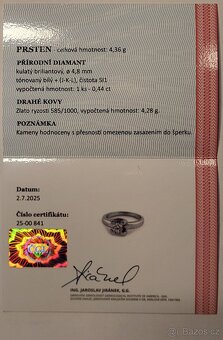 PRSTEN - celková hmotnost: 4,36 g
PŘÍRODNÍ DIAMANT
kulatý briliantový, ø 4,8 mm
tónovaný bílý + (J-K-L), čistota SI1
vypočtená hmotnost: 1 ks - 0,44 ct
DRAHÉ KOVY
Zlato ryzosti 585/1000, vypočtená hmotnost: 4,28 g.
POZNÁMKA
Kameny hodnoceny s přesností omezenou zasazením do šperku.
Datum:
2.7.2025
Číslo certifikátu:
25-00 841
ING. JAROSLAV JIRÁNEK, G.G.
Sbazoš.cz